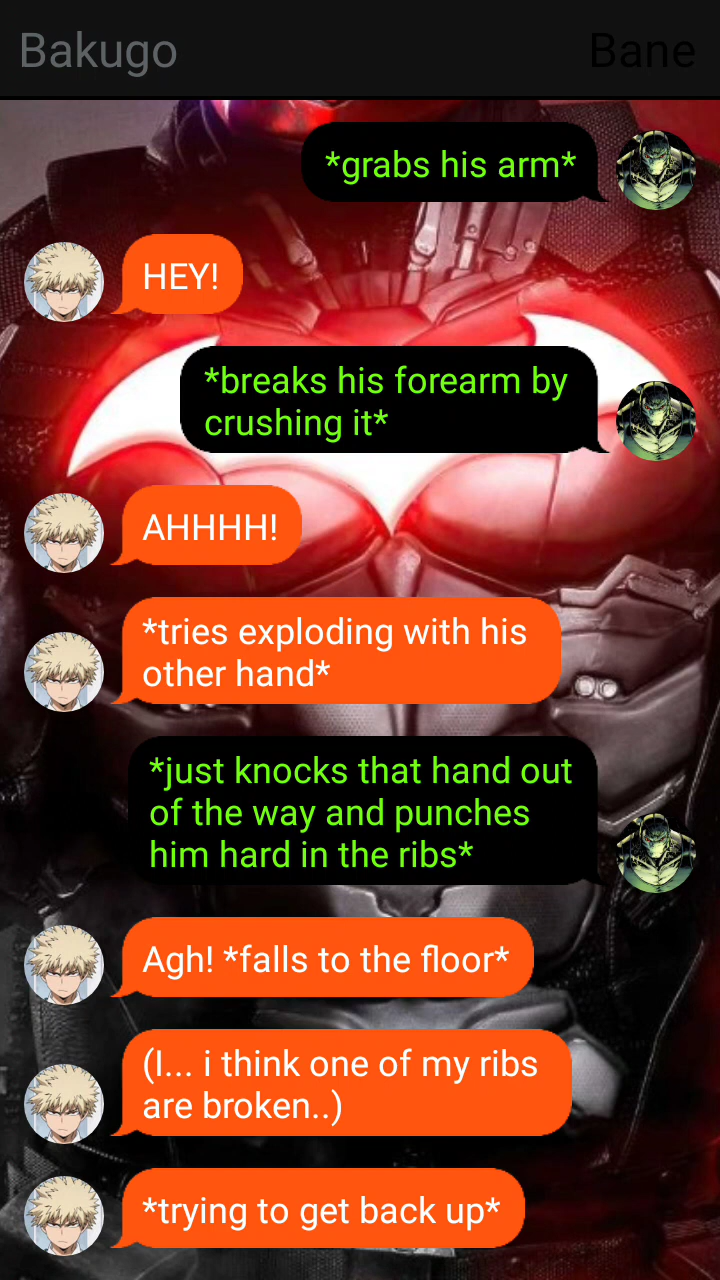 Bakugo
Bane
*grabs his arm*
HEY!
*breaks his forearm by
crushing it*
AHHHH!
*tries exploding with his
other hand*
*just knocks that hand out
of the way and punches
him hard in the ribs*
Agh! *falls to the floor*
(I... i think one of my ribs
are broken..)
*trying to get back up*